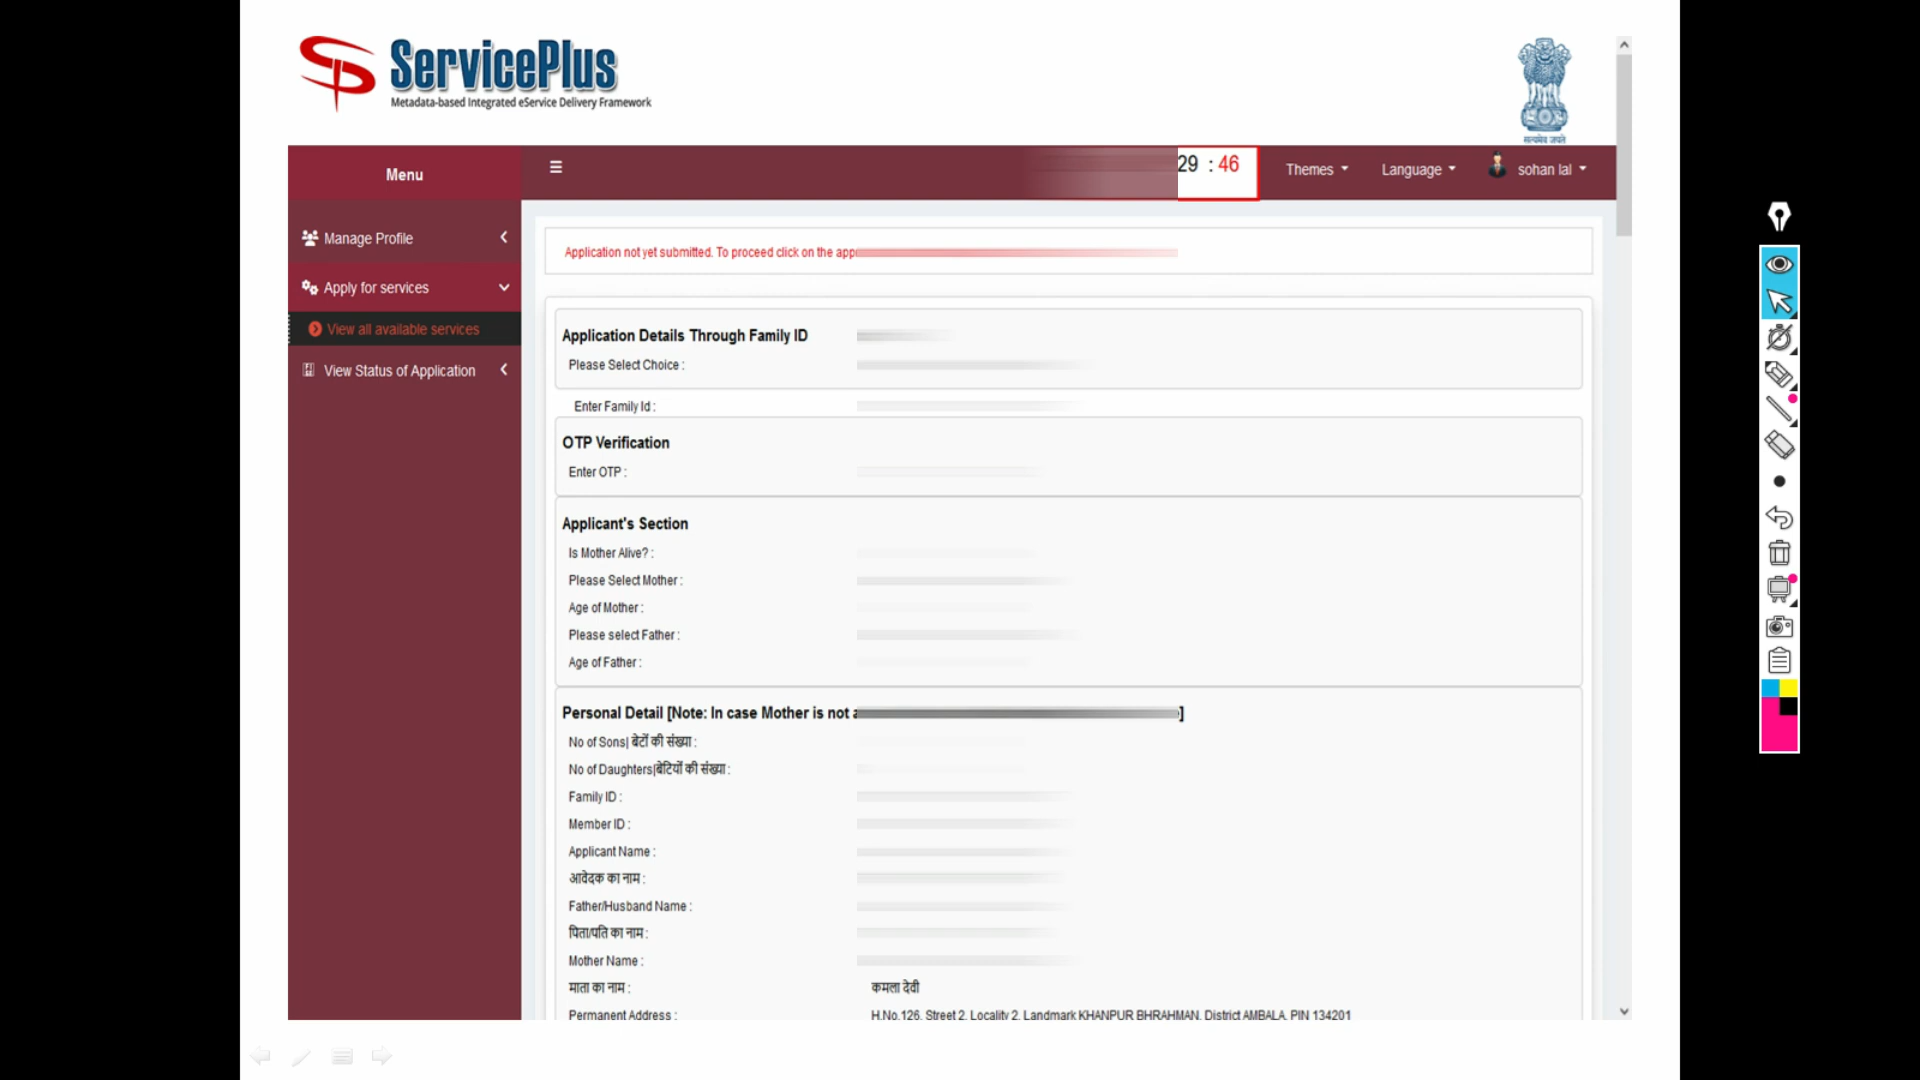 ServicePlus
Metadata-based Integrated eService Delivery Framework
सत्यमेव जयते
Menu
29 : 46
Themes
Language
sohan lal
Manage Profile
Apply for services
View all available services
View Status of Application
Application not yet submitted. To proceed click on the
Application Details Through Family ID
Please Select Choice :
Enter Family Id :
OTP Verification
Enter OTP :
Applicant's Section
Is Mother Alive? :
Please Select Mother :
Age of Mother :
Please select Father :
Age of Father :
Personal Detail [Note: In case Mother is not ]
No of Sons| बेटों की संख्या :
No of Daughters|बेटियों की संख्या :
Family ID :
Member ID :
Applicant Name :
आवेदक का नाम :
Father/Husband Name :
पिता/पति का नाम :
Mother Name :
माता का नाम : कमला देवी
Permanent Address : H.No.126, Street 2, Locality 2, Landmark KHANPUR BHRAHMAN, District AMBALA, PIN 134201